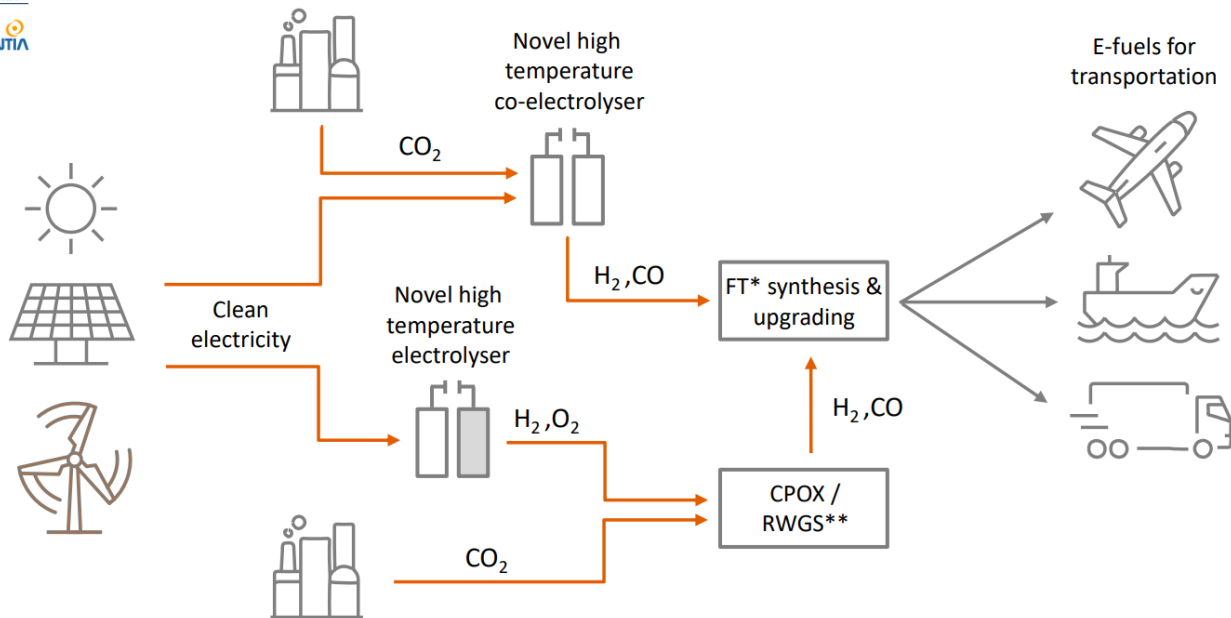 Novel high
temperature
co-electrolyser
E-fuels for
transportation
CO₂
H₂,CO
FT* synthesis &
upgrading
Clean
electricity
Novel high
temperature
electrolyser
H₂,O₂
H₂,CO
CPOX /
RWGS**
CO₂